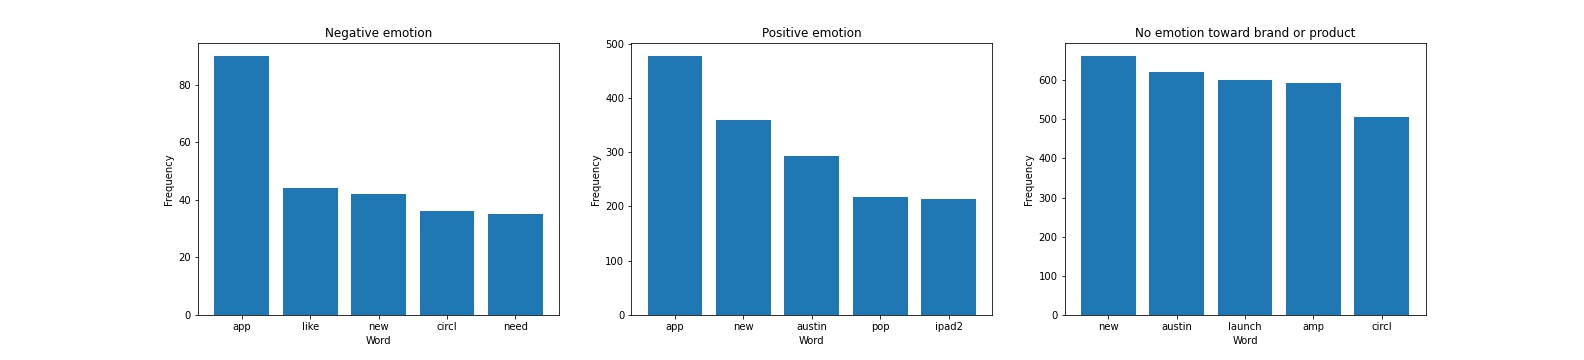 Negative emotion
80
60
40
20
0
Frequency
app like new circl need
Word
Positive emotion
500
400
300
200
100
0
Frequency
app new austin pop ipad2
Word
No emotion toward brand or product
600
500
400
300
200
100
0
Frequency
new austin launch amp circl
Word